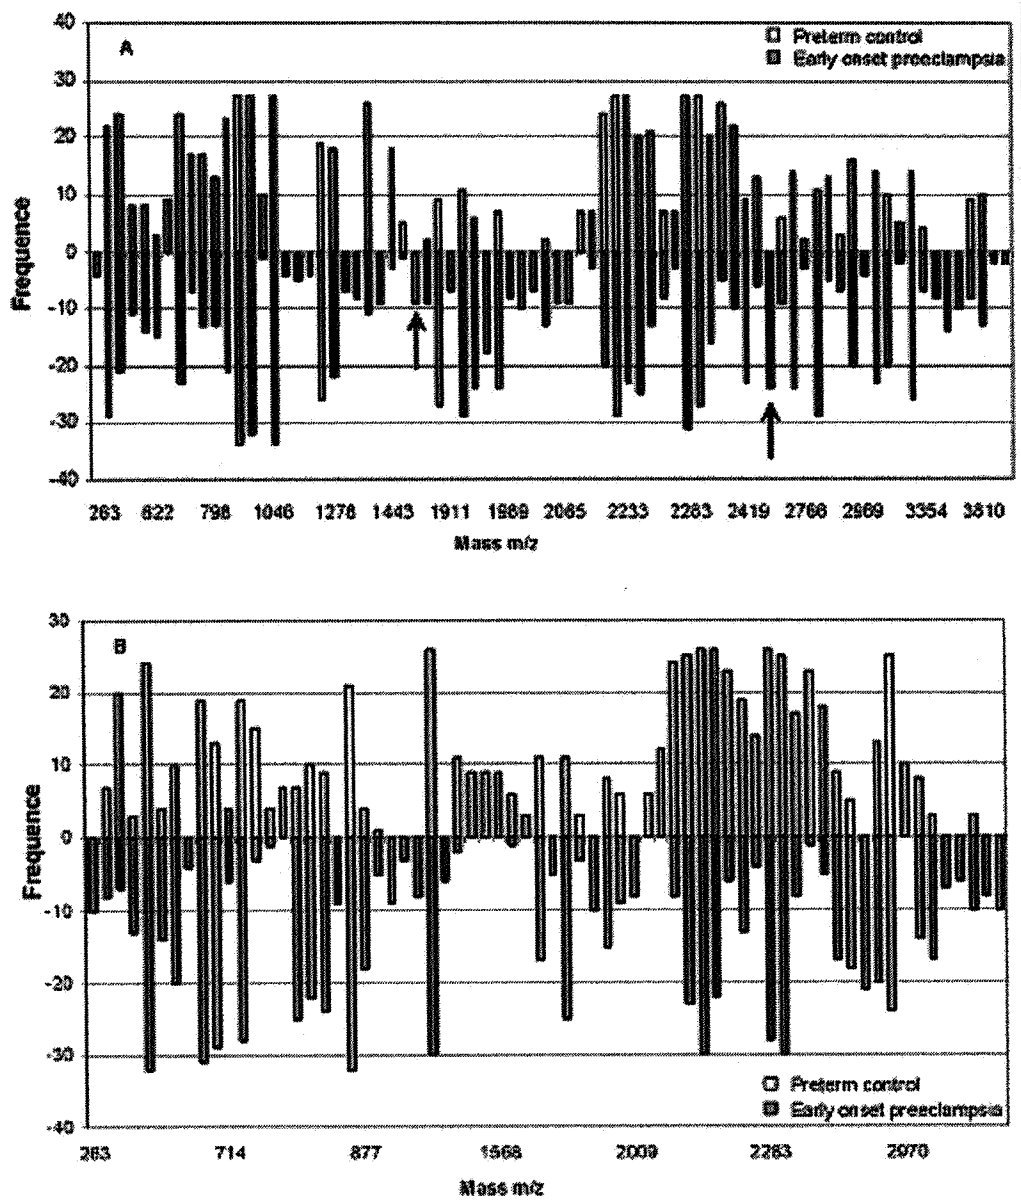 40
A
Preterm control
30
Early onset preeclampsia
20
10
0
-10
-20
-30
-40
Frequence
263 622 798 1046 1278 1443 1911 1989 2085 2233 2283 2419 2766 2969 3354 3810
Mass m/z
30
B
20
10
0
-10
-20
-30
-40
Frequence
Preterm control
Early onset preeclampsia
263 714 877 1568 2009 2283 2970
Mass m/z